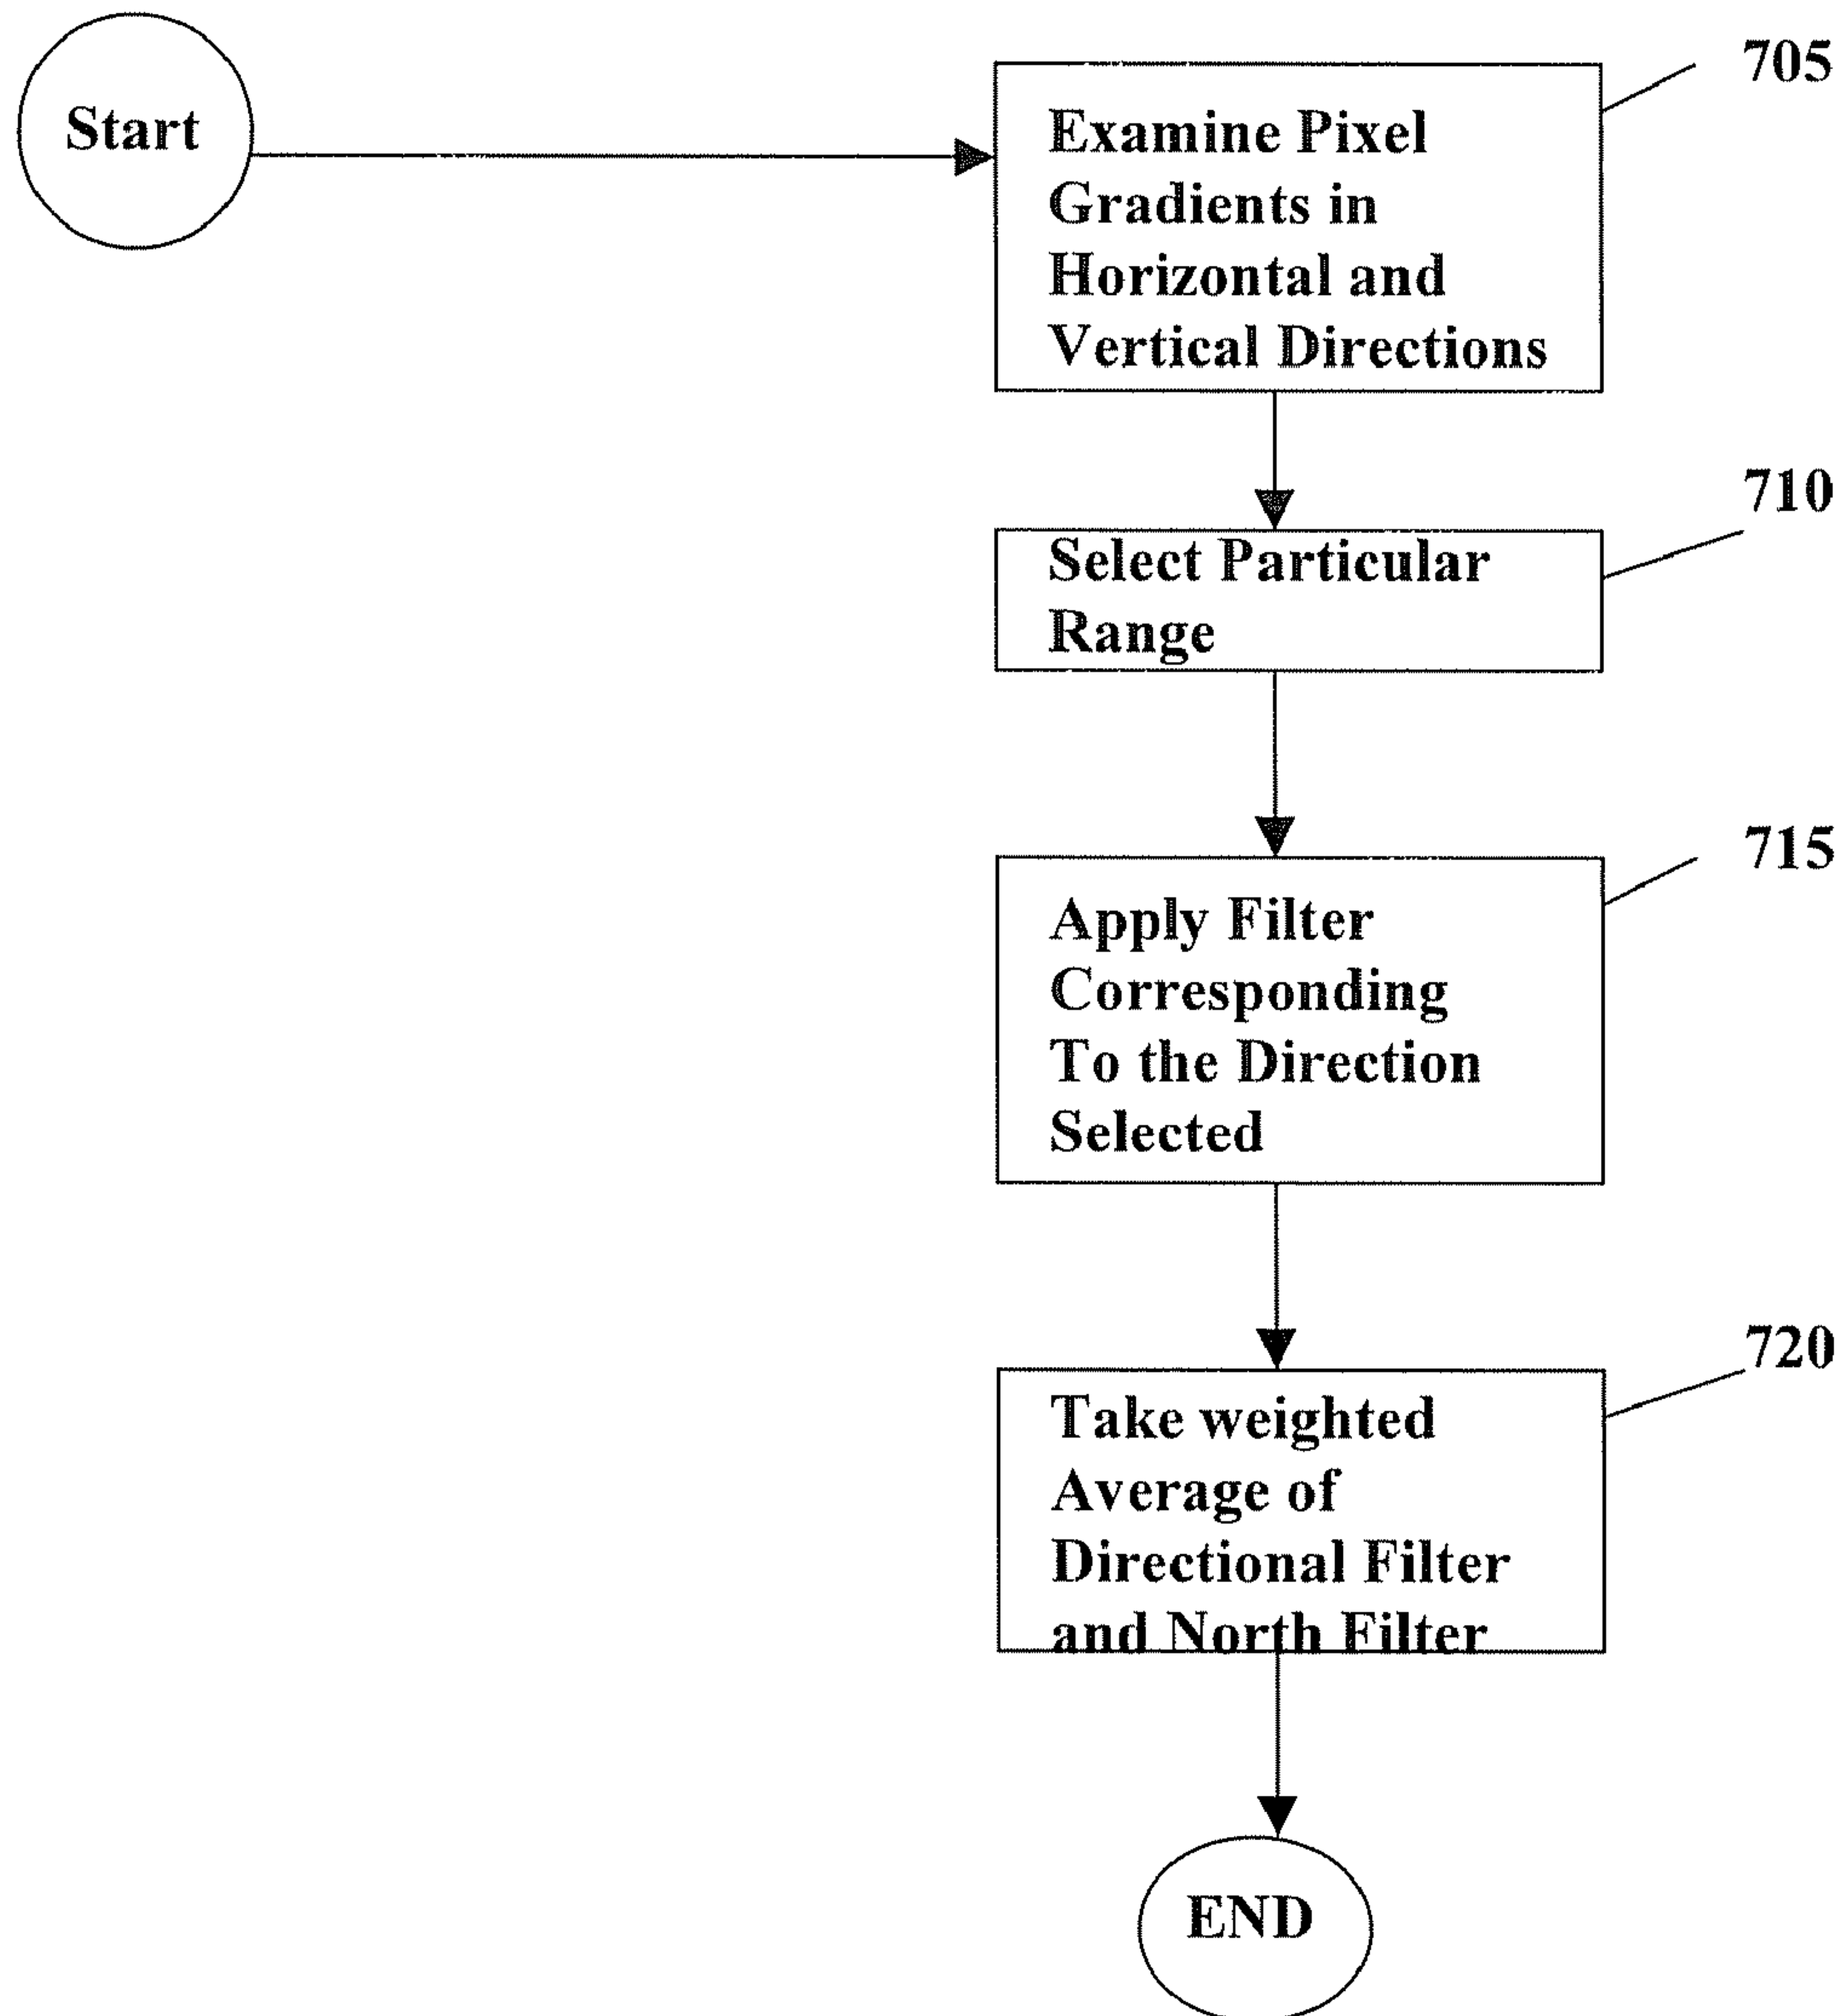 Start
705
Examine Pixel
Gradients in
Horizontal and
Vertical Directions
710
Select Particular
Range
715
Apply Filter
Corresponding
To the Direction
Selected
720
Take weighted
Average of
Directional Filter
and North Filter
END